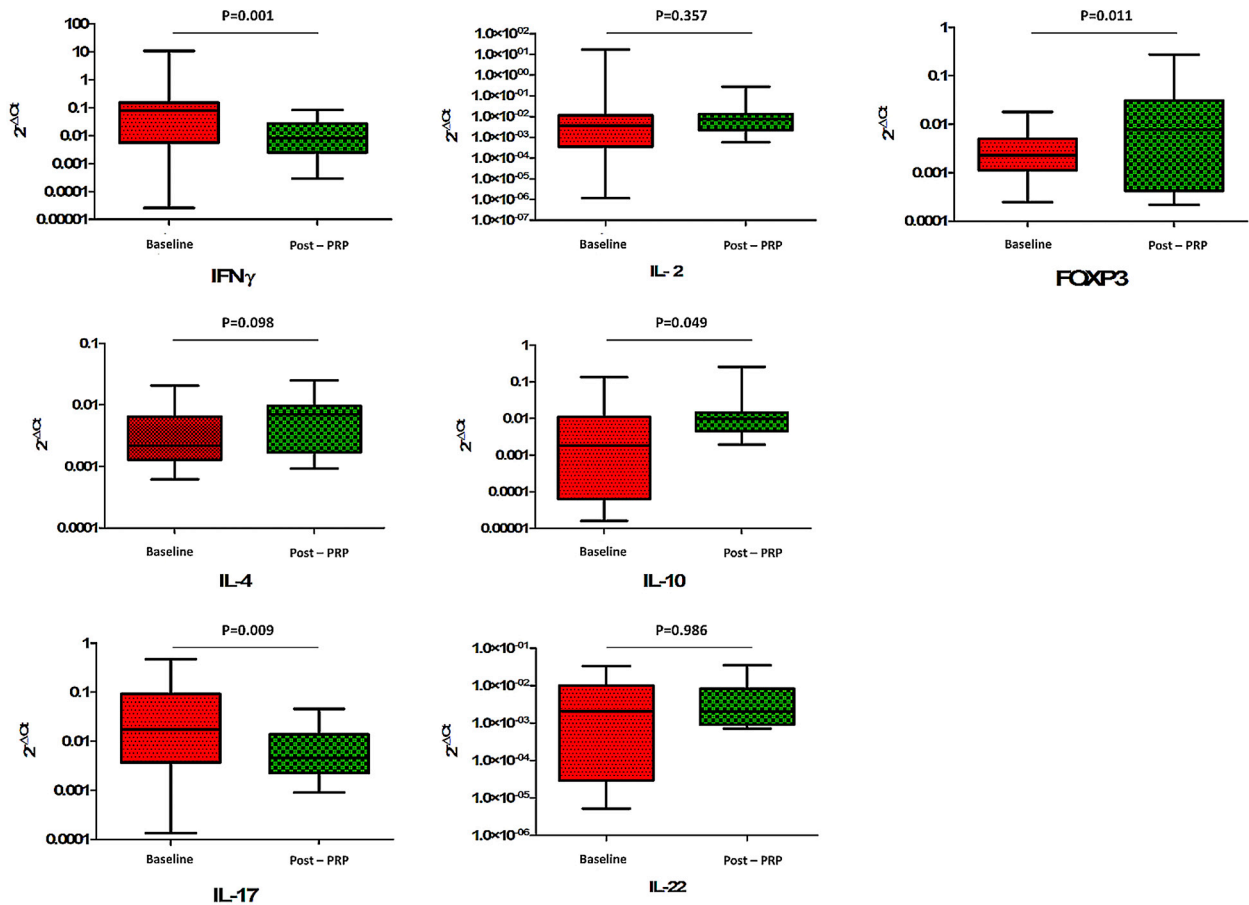 P=0.001
100
10
1
0.1
0.01
0.001
0.0001
0.00001
2^-ΔCt
Baseline
Post – PRP
IFNγ
P=0.357
1.0×10^02
1.0×10^01
1.0×10^00
1.0×10^-01
1.0×10^-02
1.0×10^-03
1.0×10^-04
1.0×10^-05
1.0×10^-06
1.0×10^-07
2^-ΔCt
Baseline
Post – PRP
IL- 2
P=0.011
1
0.1
0.01
0.001
0.0001
2^-ΔCt
Baseline
Post – PRP
FOXP3
P=0.098
0.1
0.01
0.001
0.0001
2^-ΔCt
Baseline
Post – PRP
IL-4
P=0.049
1
0.1
0.01
0.001
0.0001
0.00001
2^-ΔCt
Baseline
Post – PRP
IL-10
P=0.009
1
0.1
0.01
0.001
0.0001
2^-ΔCt
Baseline
Post – PRP
IL-17
P=0.986
1.0×10^-01
1.0×10^-02
1.0×10^-03
1.0×10^-04
1.0×10^-05
1.0×10^-06
2^-ΔCt
Baseline
Post – PRP
IL-22